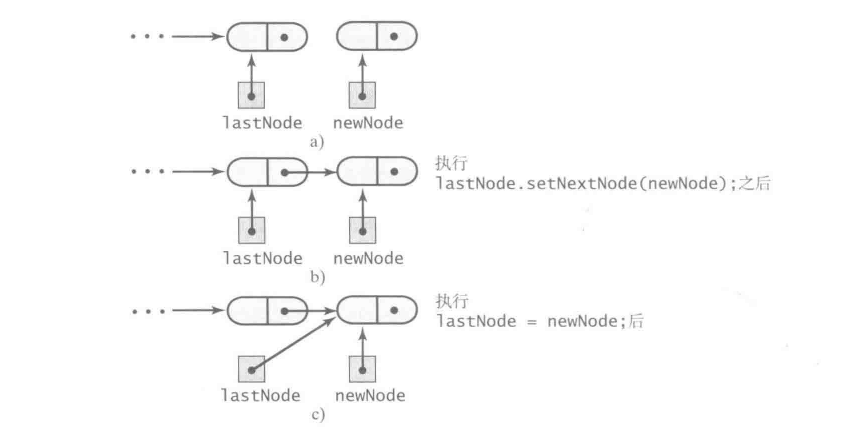 lastNode newNode
a)
执行
lastNode.setNextNode(newNode);之后
lastNode newNode
b)
执行
lastNode = newNode;后
lastNode newNode
c)